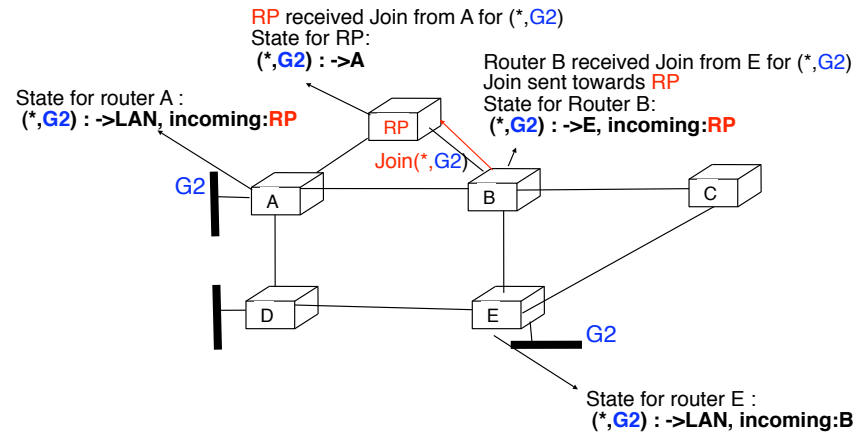 RP received Join from A for (*,G2)
State for RP:
(*,G2) : ->A
Router B received Join from E for (*,G2)
Join sent towards RP
State for Router B:
(*,G2) : ->E, incoming:RP
State for router A :
(*,G2) : ->LAN, incoming:RP
RP
Join(*,G2)
G2
A
B
C
D
E
G2
State for router E :
(*,G2) : ->LAN, incoming:B